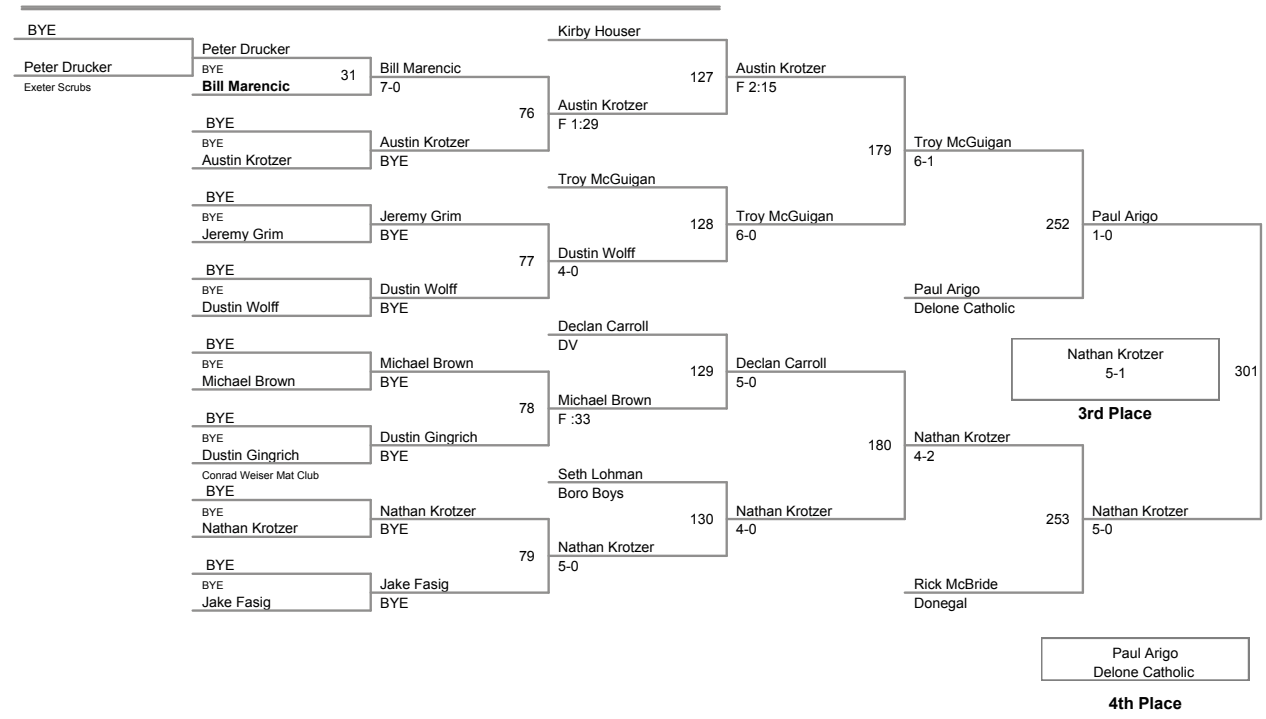 BYE
Peter Drucker
Exeter Scrubs
Peter Drucker
BYE
Bill Marencic
31
BYE
BYE
Austin Krotzer
BYE
BYE
Jeremy Grim
BYE
BYE
Dustin Wolff
BYE
BYE
Michael Brown
BYE
BYE
Dustin Gingrich
Conrad Weiser Mat Club
BYE
BYE
Nathan Krotzer
BYE
BYE
Jake Fasig
Bill Marencic
7-0
76
Austin Krotzer
BYE
Jeremy Grim
BYE
77
Dustin Wolff
BYE
Michael Brown
BYE
78
Dustin Gingrich
BYE
Nathan Krotzer
BYE
79
Jake Fasig
BYE
Kirby Houser
127
Austin Krotzer
F 1:29
Troy McGuigan
128
Dustin Wolff
4-0
Declan Carroll
DV
129
Michael Brown
F :33
Seth Lohman
Boro Boys
130
Nathan Krotzer
5-0
Austin Krotzer
F 2:15
179
Troy McGuigan
6-0
Declan Carroll
5-0
180
Nathan Krotzer
4-0
Troy McGuigan
6-1
252
Paul Arigo
Delone Catholic
Nathan Krotzer
4-2
253
Rick McBride
Donegal
Paul Arigo
1-0
301
Nathan Krotzer
5-0
Nathan Krotzer
5-1
3rd Place
Paul Arigo
Delone Catholic
4th Place